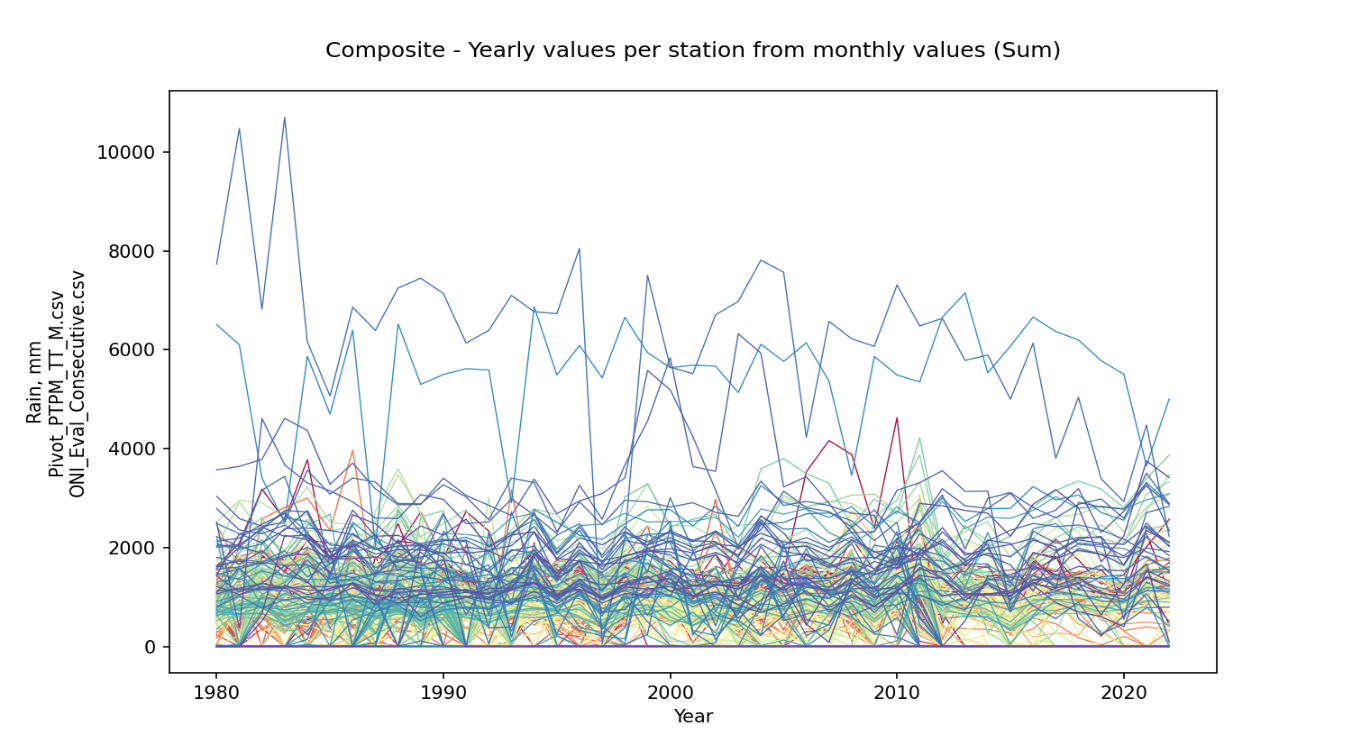 Composite - Yearly values per station from monthly values (Sum)
Rain, mm
Pivot_PTPM_TT_M.csv
ONI_Eval_Consecutive.csv
10000
8000
6000
4000
2000
0
1980 1990 2000 2010 2020
Year